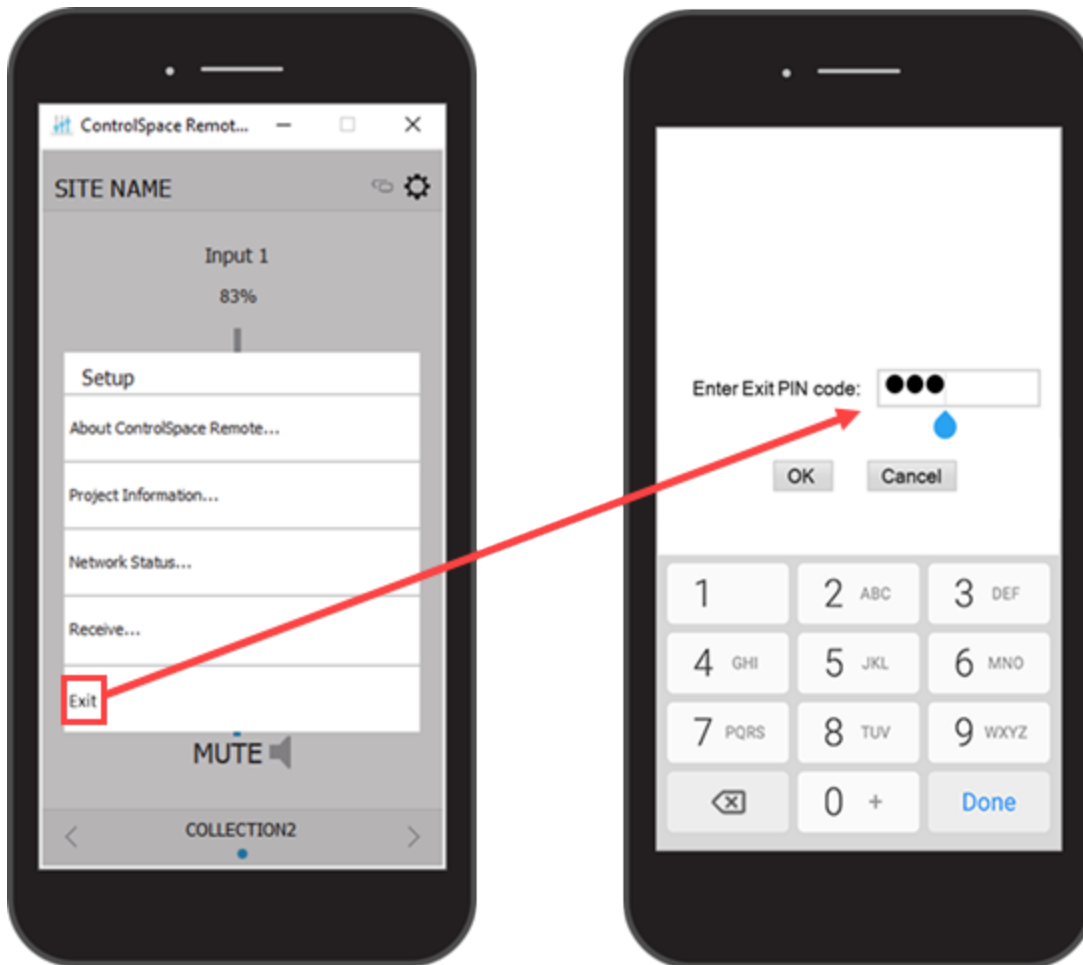 ControlSpace Remot...
SITE NAME
Input 1
83%
Setup
About ControlSpace Remote...
Project Information...
Network Status...
Receive...
Exit
MUTE
COLLECTION2
Enter Exit PIN code:
OK Cancel
1 2 ABC 3 DEF
4 GHI 5 JKL 6 MNO
7 PQRS 8 TUV 9 WXYZ
0 + Done